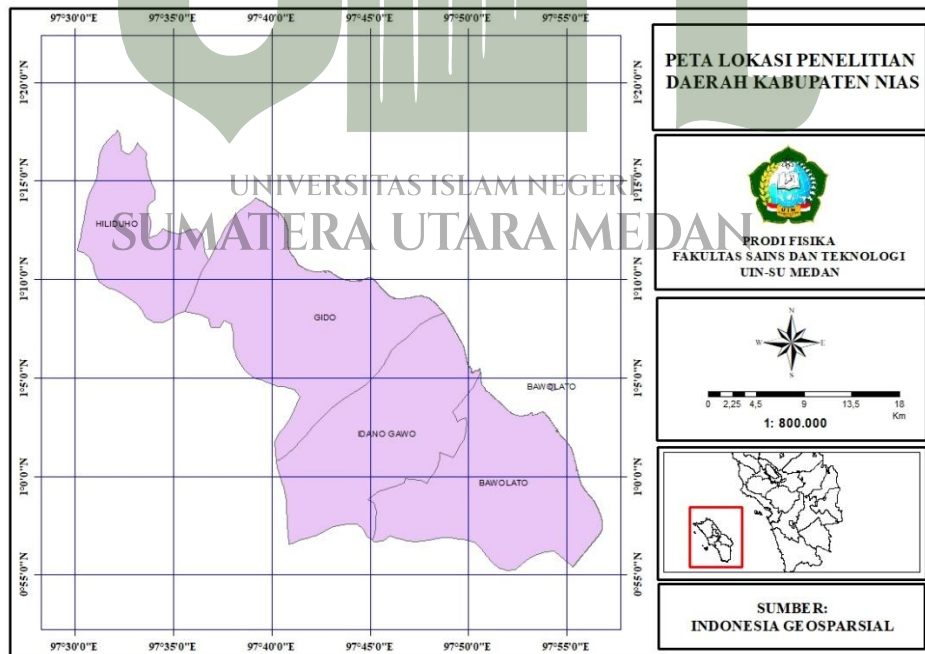 97°30'0"E 97°35'0"E 97°40'0"E 97°45'0"E 97°50'0"E 97°55'0"E
1°20'0"N 1°20'0"N
1°15'0"N 1°15'0"N
1°10'0"N 1°10'0"N
1°5'0"N 1°5'0"N
1°0'0"N 1°0'0"N
0°55'0"N 0°55'0"N
UNIVERSITAS ISLAM NEGERI
SUMATERA UTARA MEDAN
HILIDUHO
GIDO
BAWOLATO
IDANO GAWO
BAWOLATO
97°30'0"E 97°35'0"E 97°40'0"E 97°45'0"E 97°50'0"E 97°55'0"E
PETA LOKASI PENELITIAN
DAERAH KABUPATEN NIAS
PRODI FISIKA
FAKULTAS SAINS DAN TEKNOLOGI
UIN-SU MEDAN
N
W E
S
0 2,25 4,5 9 13,5 18
Km
1: 800.000
SUMBER:
INDONESIA GEOSPARSIAL